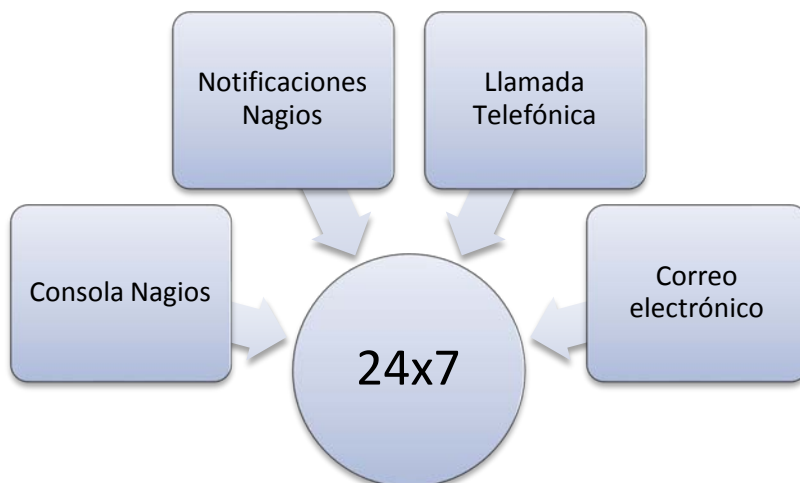 Notificaciones
Nagios
Llamada
Telefónica
Consola Nagios
Correo
electrónico
24x7